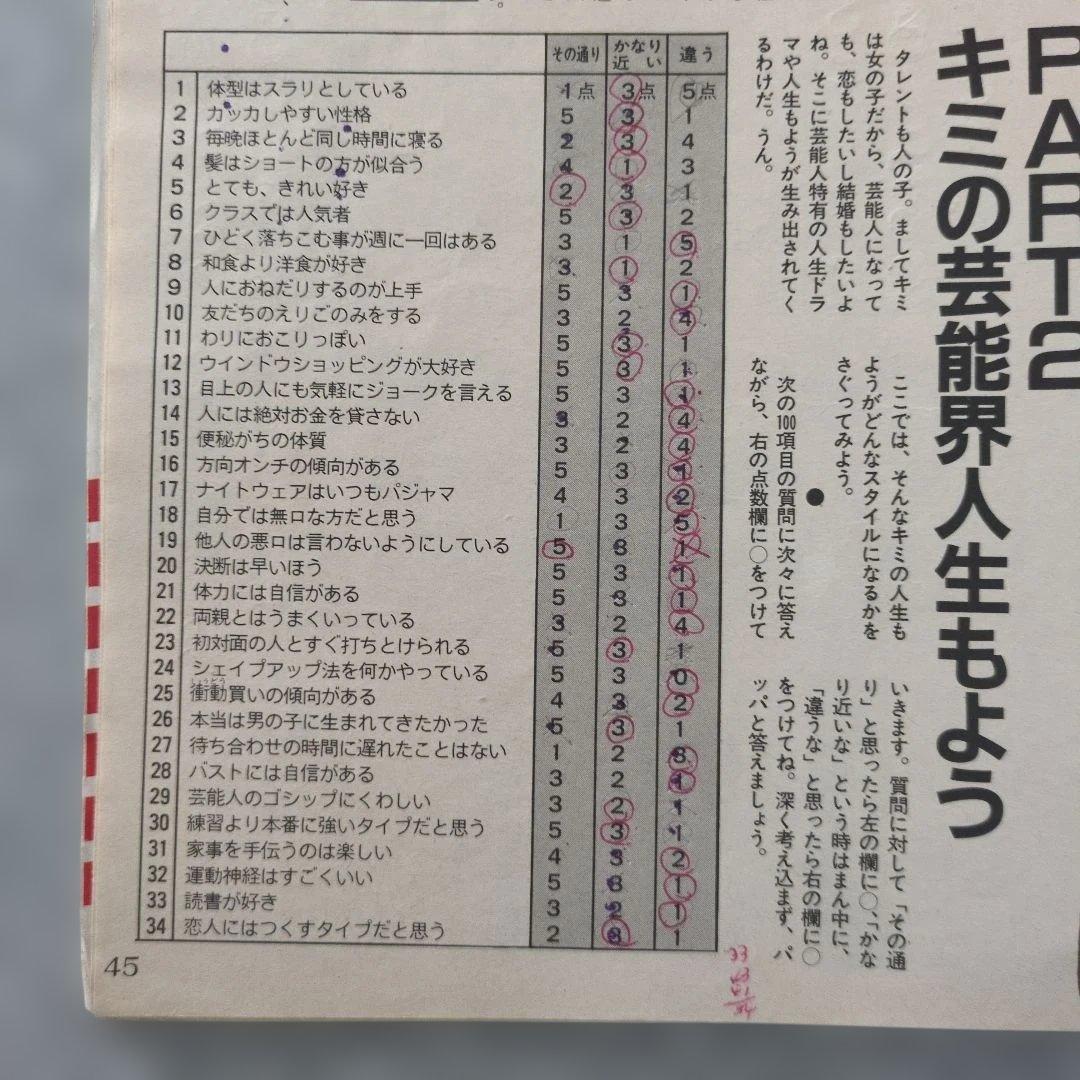 PART2
キミの芸能界人生もよう
タレントも人の子。ましてキミ
は女の子だから、芸能人になって
も、恋もしたいし結婚もしたいよ
ね。そこに芸能人特有の人生ドラ
マや人生もようが生み出されてく
るわけだ。うん。
ここでは、そんなキミの人生も
ようがどんなスタイルになるかを
さぐってみよう。
●
次の100項目の質問に次々に答え
ながら、右の点数欄に○をつけて
いきます。質問に対して「その通
り」と思ったら左の欄に○、「かな
り近いな」という時はまん中に、
「違うな」と思ったら右の欄に○
をつけてね。深く考え込まず、パ
ッパと答えましょう。
その通り かなり近い 違う
1 体型はスラリとしている 1点 3点 5点
2 カッカしやすい性格 5 3 1
3 毎晩ほとんど同し時間に寝る 2 3 4
4 髪はショートの方が似合う 4 1 3
5 とても、きれい好き 2 3 1
6 クラスでは人気者 5 3 2
7 ひどく落ちこむ事が週に一回はある 3 1 5
8 和食より洋食が好き 3 1 2
9 人におねだりするのが上手 5 3 1
10 友だちのえりごのみをする 3 2 4
11 わりにおこりっぽい 5 3 1
12 ウインドウショッピングが大好き 5 3 1
13 目上の人にも気軽にジョークを言える 5 3 1
14 人には絶対お金を貸さない 3 2 4
15 便秘がちの体質 3 2 4
16 方向オンチの傾向がある 5 3 1
17 ナイトウェアはいつもパジャマ 4 3 2
18 自分では無口な方だと思う 1 3 5
19 他人の悪口は言わないようにしている 5 3 1
20 決断は早いほう 5 3 1
21 体力には自信がある 5 3 1
22 両親とはうまくいっている 3 2 4
23 初対面の人とすぐ打ちとけられる 5 3 1
24 シェイプアップ法を何かやっている 5 3 0
25 衝動買いの傾向がある 4 3 2
26 本当は男の子に生まれてきたかった 5 3 1
27 待ち合わせの時間に遅れたことはない 1 2 3
28 バストには自信がある 3 2 1
29 芸能人のゴシップにくわしい 3 2 1
30 練習より本番に強いタイプだと思う 5 3 1
31 家事を手伝うのは楽しい 4 3 2
32 運動神経はすごくいい 5 3 1
33 読書が好き 3 2 1
34 恋人にはつくすタイプだと思う 2 3 1
45